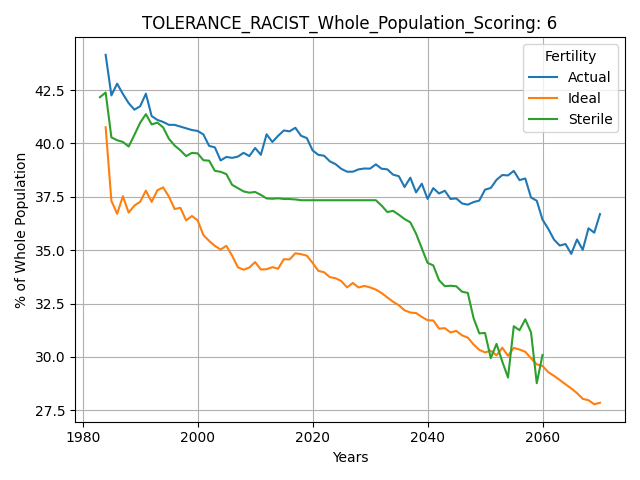 TOLERANCE_RACIST_Whole_Population_Scoring: 6
Fertility
Actual
Ideal
Sterile
% of Whole Population
42.5
40.0
37.5
35.0
32.5
30.0
27.5
1980 2000 2020 2040 2060
Years